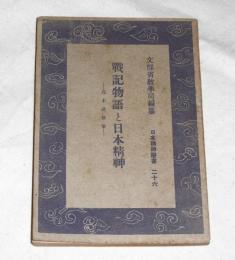 文部省教學局編纂
日本精神叢書 二十六
戰記物語と日本精神